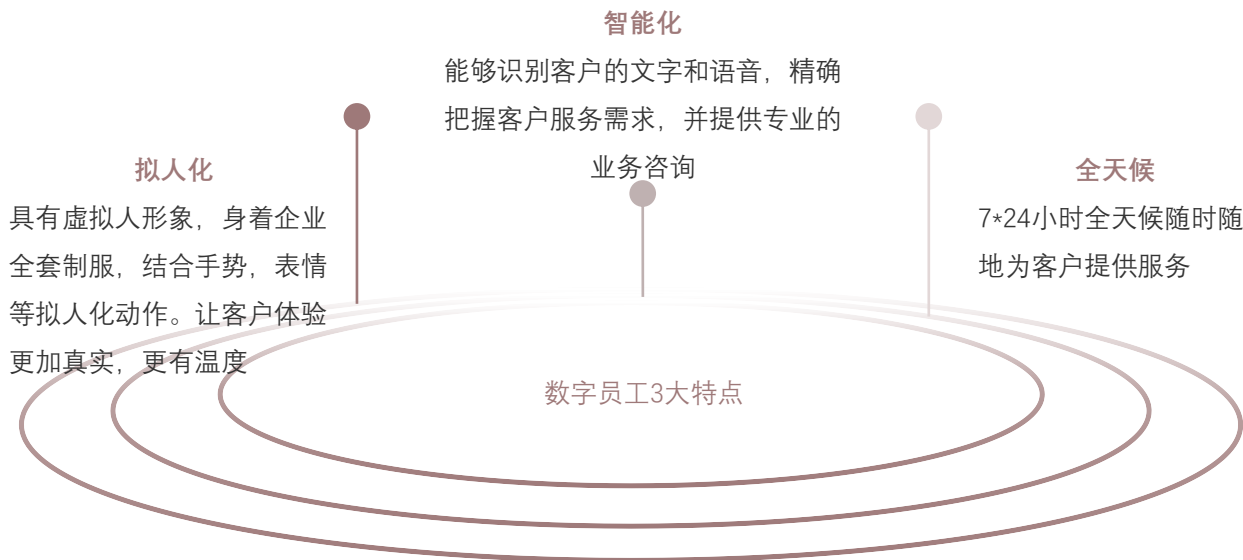 智能化
能够识别客户的文字和语音，精确
把握客户服务需求，并提供专业的
业务咨询
拟人化
具有虚拟人形象，身着企业
全套制服，结合手势，表情
等拟人化动作。让客户体验
更加真实，更有温度
全天候
7*24小时全天候随时随
地为客户提供服务
数字员工3大特点